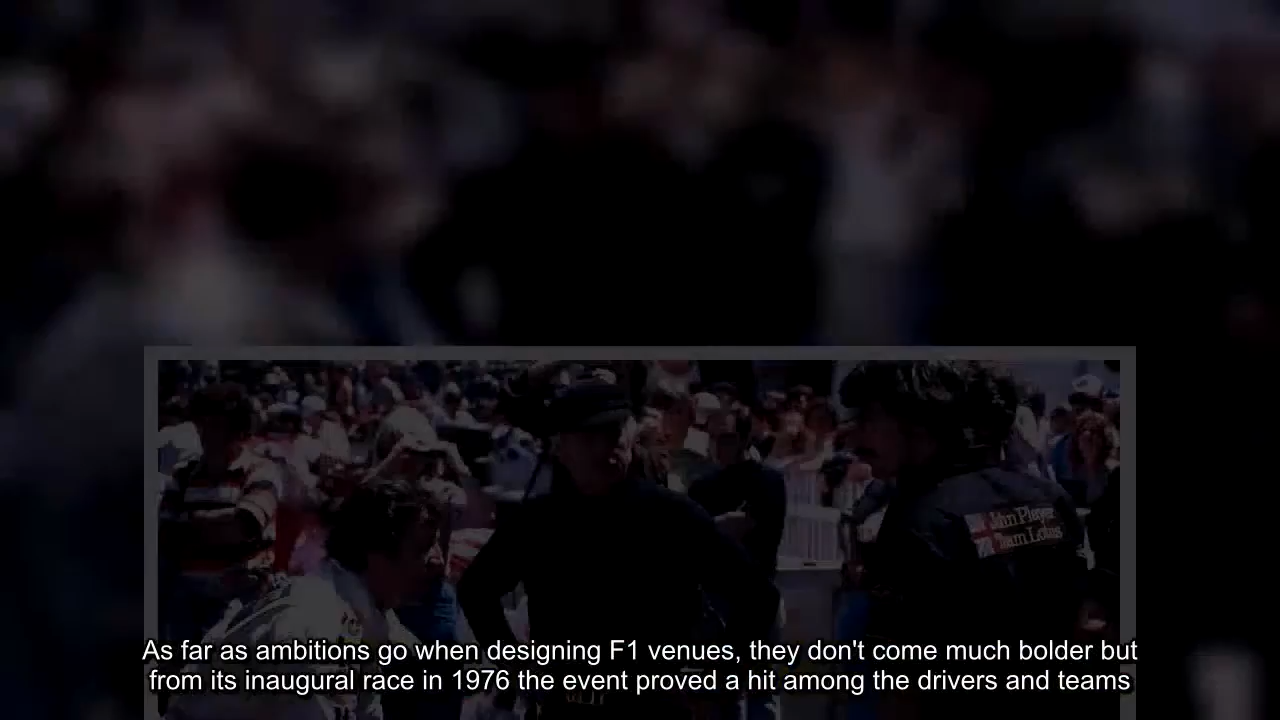 John Player
Team Lotus
As far as ambitions go when designing F1 venues, they don't come much bolder but
from its inaugural race in 1976 the event proved a hit among the drivers and teams